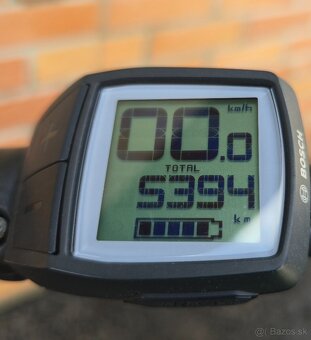 km/h
00.0
TOTAL
5394
km
BOSCH
Bazos.sk